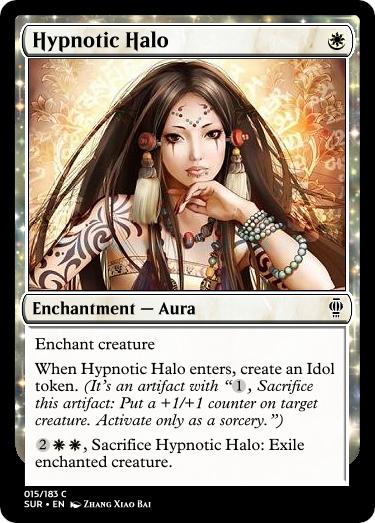 Hypnotic Halo
Enchantment — Aura
Enchant creature
When Hypnotic Halo enters, create an Idol
token. (It's an artifact with “1, Sacrifice
this artifact: Put a +1/+1 counter on target
creature. Activate only as a sorcery.”)
2, Sacrifice Hypnotic Halo: Exile
enchanted creature.
015/183 C
SUR • EN Zhang Xiao Bai